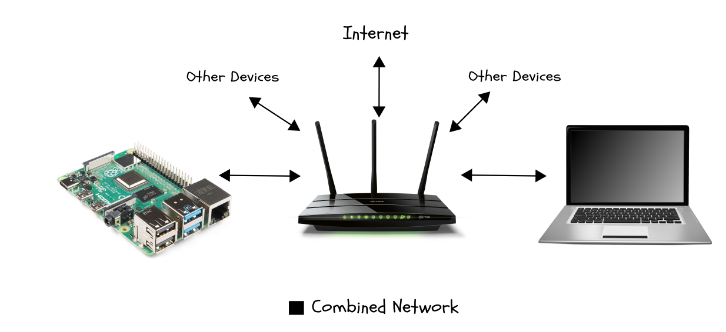 Internet
Other Devices
Other Devices
Combined Network